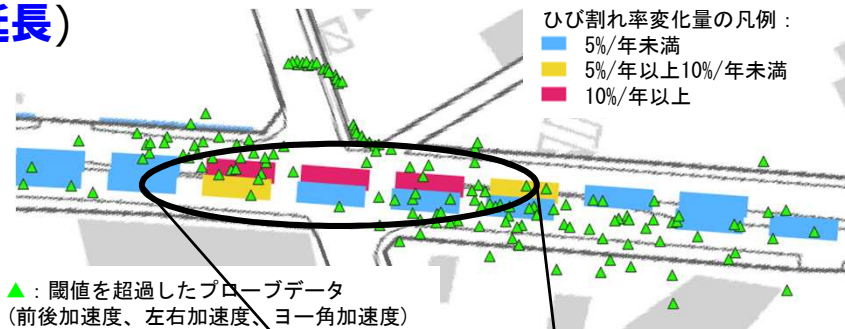 延長)
ひび割れ率変化量の凡例：
5%/年未満
5%/年以上10%/年未満
10%/年以上
▲：閾値を超過したプローブデータ
(前後加速度、左右加速度、ヨー角加速度)